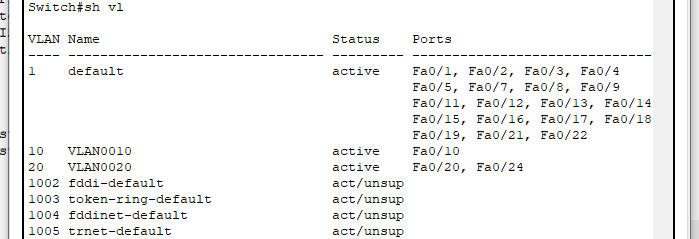 Switch#sh vl
VLAN Name Status Ports
---- -------------------------------- --------- -------------------------------
1 default active Fa0/1, Fa0/2, Fa0/3, Fa0/4
Fa0/5, Fa0/7, Fa0/8, Fa0/9
Fa0/11, Fa0/12, Fa0/13, Fa0/14
Fa0/15, Fa0/16, Fa0/17, Fa0/18
Fa0/19, Fa0/21, Fa0/22
10 VLAN0010 active Fa0/10
20 VLAN0020 active Fa0/20, Fa0/24
1002 fddi-default act/unsup
1003 token-ring-default act/unsup
1004 fddinet-default act/unsup
1005 trnet-default act/unsup